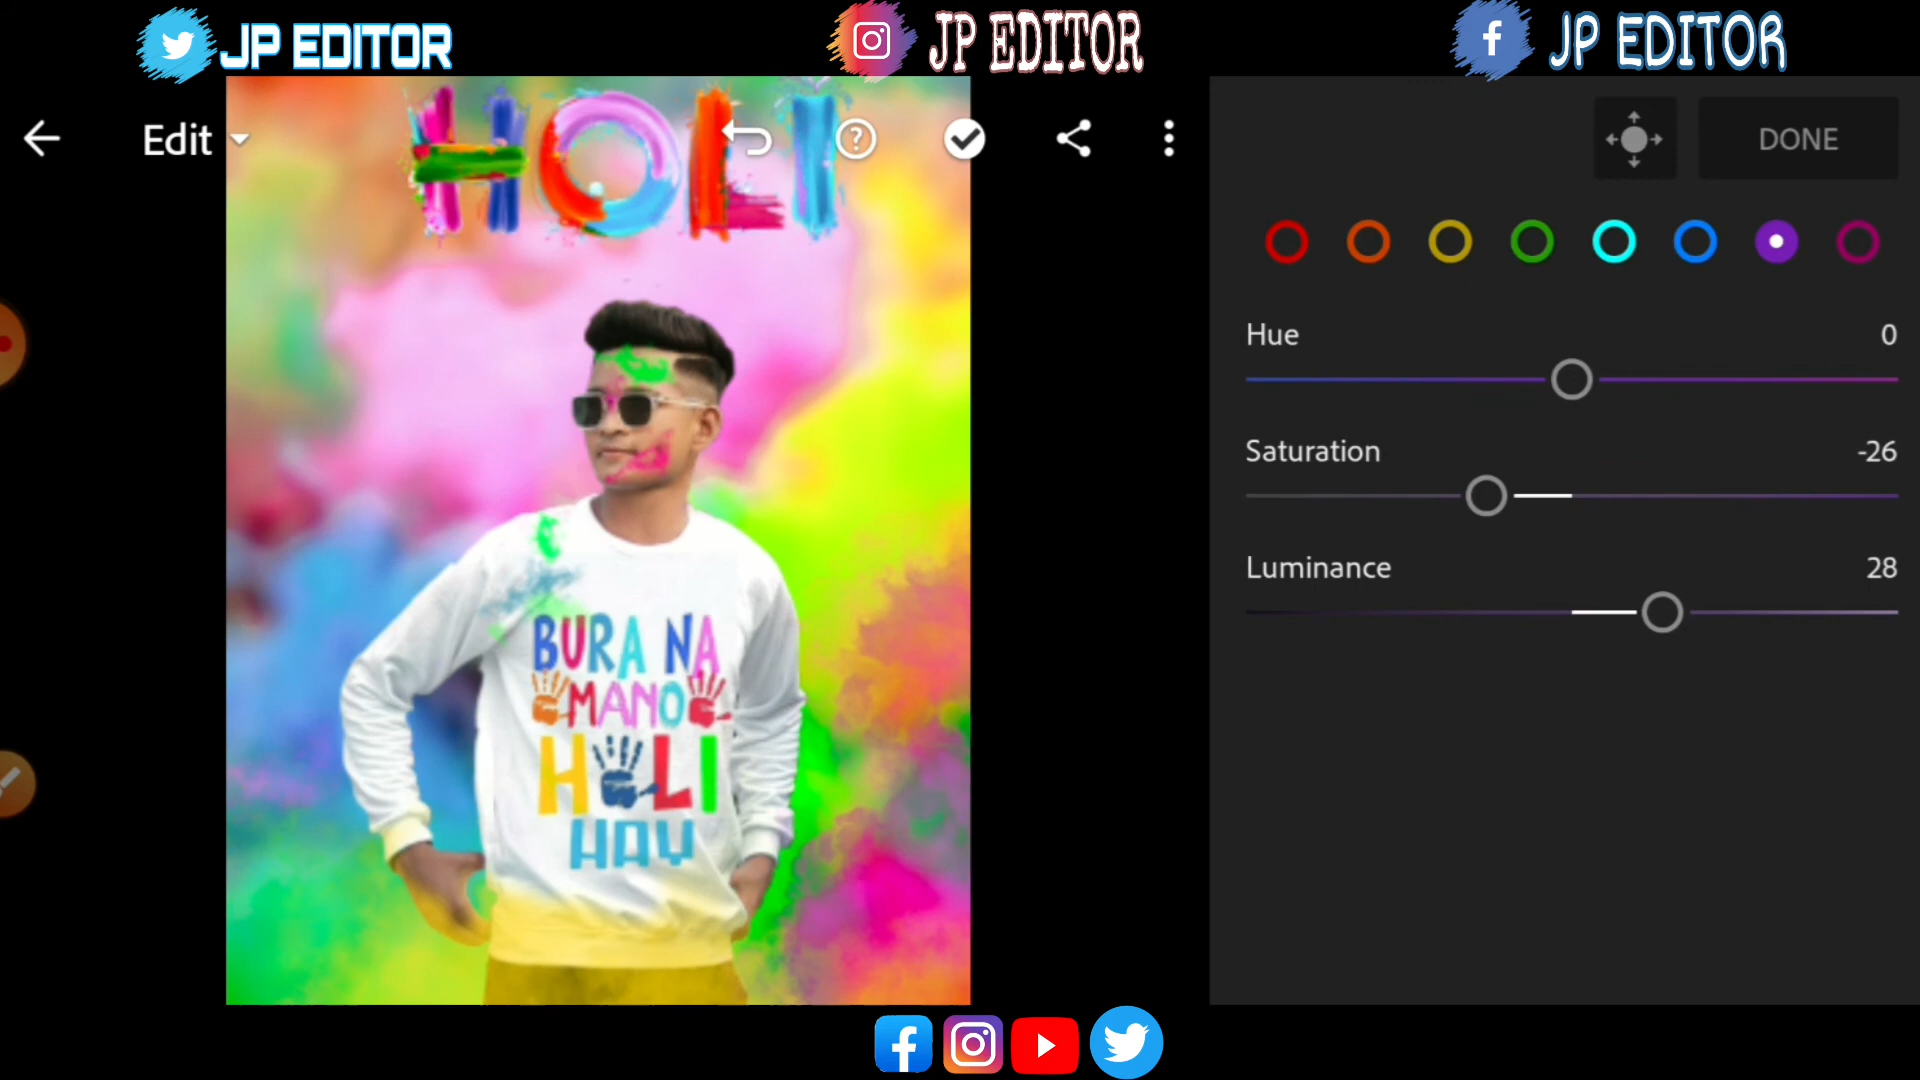 JP EDITOR
JP EDITOR
JP EDITOR
Edit
HOLI
DONE
Hue 0
Saturation -26
Luminance 28
BURA NA
MANO
HOLI
HAY